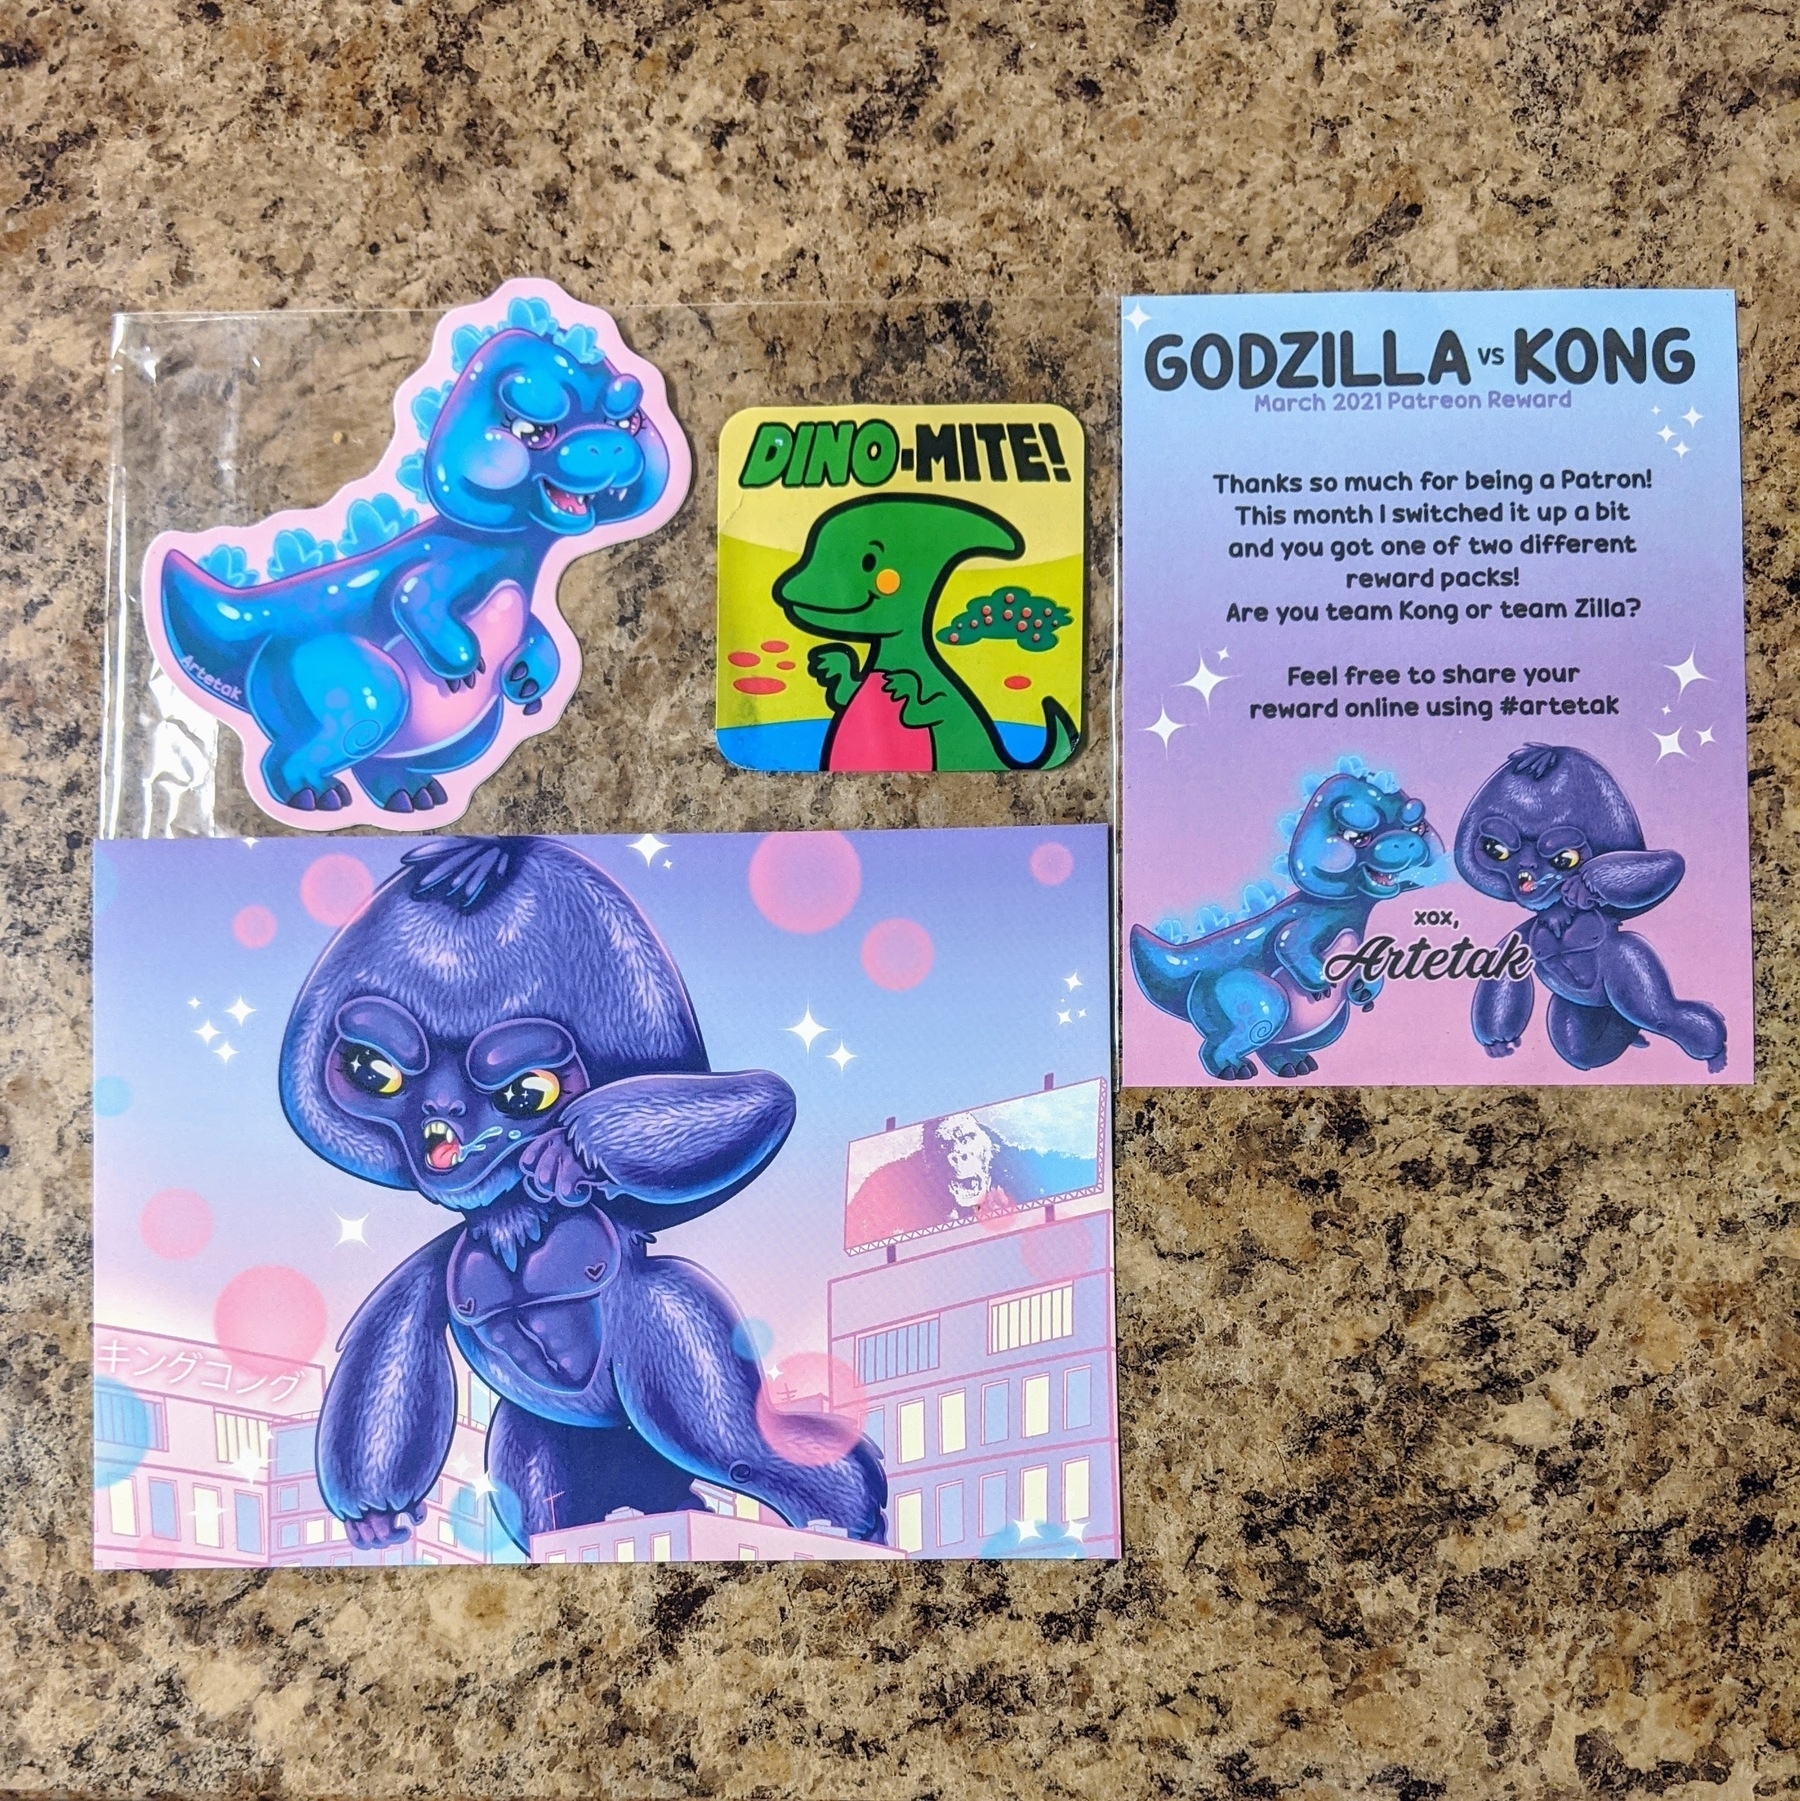 Artetak
DINO-MITE!
GODZILLA VS KONG
March 2021 Patreon Reward
Thanks so much for being a Patron!
This month I switched it up a bit
and you got one of two different
reward packs!
Are you team Kong or team Zilla?
Feel free to share your
reward online using #artetak
xox,
Artetak
キングコング